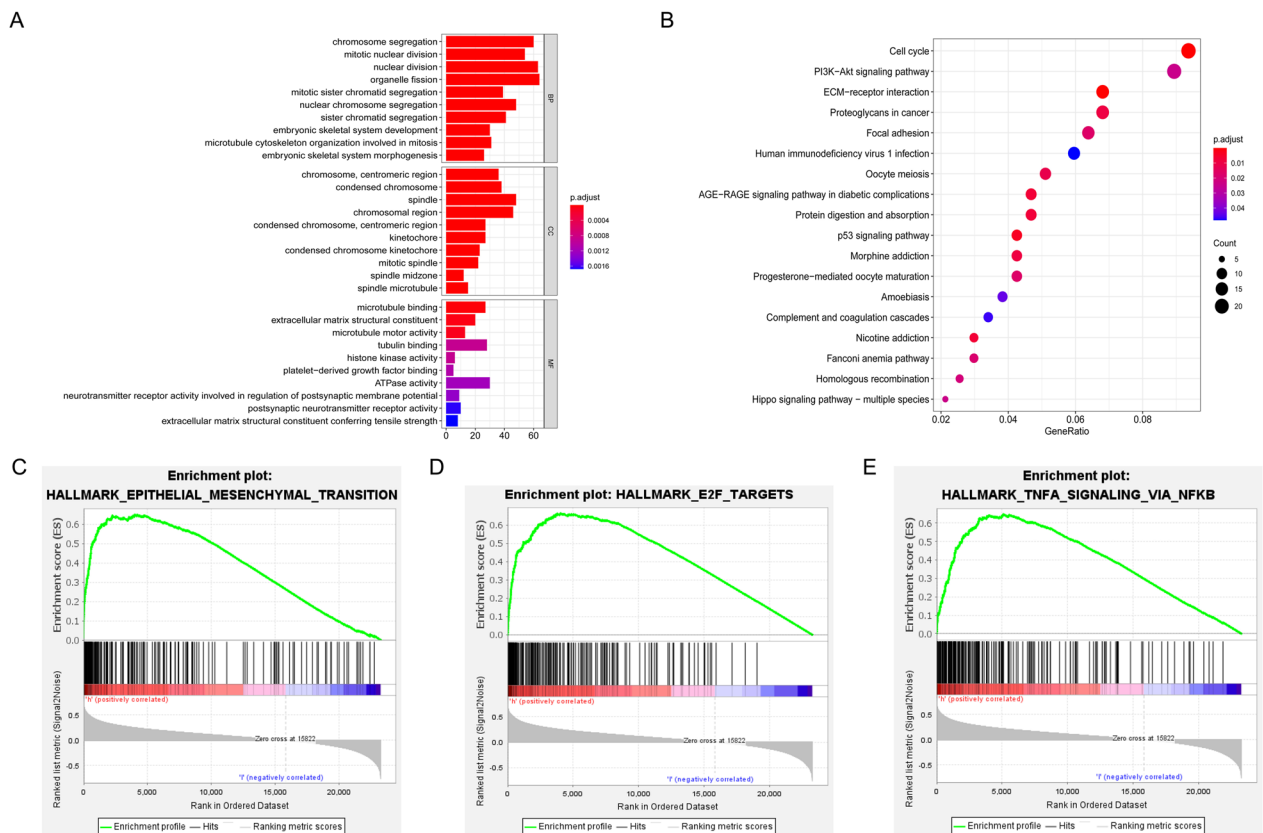 A
chromosome segregation
mitotic nuclear division
nuclear division
organelle fission
mitotic sister chromatid segregation
nuclear chromosome segregation
sister chromatid segregation
embryonic skeletal system development
microtubule cytoskeleton organization involved in mitosis
embryonic skeletal system morphogenesis
BP
chromosome, centromeric region
condensed chromosome
spindle
chromosomal region
condensed chromosome, centromeric region
kinetochore
condensed chromosome kinetochore
mitotic spindle
spindle midzone
spindle microtubule
CC
microtubule binding
extracellular matrix structural constituent
microtubule motor activity
tubulin binding
histone kinase activity
platelet-derived growth factor binding
ATPase activity
neurotransmitter receptor activity involved in regulation of postsynaptic membrane potential
postsynaptic neurotransmitter receptor activity
extracellular matrix structural constituent conferring tensile strength
MF
0 20 40 60
p.adjust
0.0004
0.0008
0.0012
0.0016
B
Cell cycle
PI3K−Akt signaling pathway
ECM−receptor interaction
Proteoglycans in cancer
Focal adhesion
Human immunodeficiency virus 1 infection
Oocyte meiosis
AGE−RAGE signaling pathway in diabetic complications
Protein digestion and absorption
p53 signaling pathway
Morphine addiction
Progesterone−mediated oocyte maturation
Amoebiasis
Complement and coagulation cascades
Nicotine addiction
Fanconi anemia pathway
Homologous recombination
Hippo signaling pathway − multiple species
0.02 0.04 0.06 0.08
GeneRatio
p.adjust
0.01
0.02
0.03
0.04
Count
5
10
15
20
C
Enrichment plot:
HALLMARK_EPITHELIAL_MESENCHYMAL_TRANSITION
Enrichment score (ES)
0.6
0.5
0.4
0.3
0.2
0.1
0.0
'h' (positively correlated)
Ranked list metric (Signal2Noise)
0.5
0.0
-0.5
Zero cross at 15822
'l' (negatively correlated)
0 5,000 10,000 15,000 20,000
Rank in Ordered Dataset
Enrichment profile Hits Ranking metric scores
D
Enrichment plot: HALLMARK_E2F_TARGETS
Enrichment score (ES)
0.6
0.5
0.4
0.3
0.2
0.1
0.0
'h' (positively correlated)
Ranked list metric (Signal2Noise)
0.5
0.0
-0.5
Zero cross at 15822
'l' (negatively correlated)
0 5,000 10,000 15,000 20,000
Rank in Ordered Dataset
Enrichment profile Hits Ranking metric scores
E
Enrichment plot:
HALLMARK_TNFA_SIGNALING_VIA_NFKB
Enrichment score (ES)
0.6
0.5
0.4
0.3
0.2
0.1
0.0
'h' (positively correlated)
Ranked list metric (Signal2Noise)
0.5
0.0
-0.5
Zero cross at 15822
'l' (negatively correlated)
0 5,000 10,000 15,000 20,000
Rank in Ordered Dataset
Enrichment profile Hits Ranking metric scores